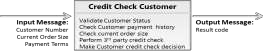 Credit Check Customer
Input Message:
Customer Number
Current Order Size
Payment Terms
Validate Customer Status
Check Customer payment history
Check current order size
Perform 3rd party credit check
Make Customer credit check decision
Output Message:
Result code